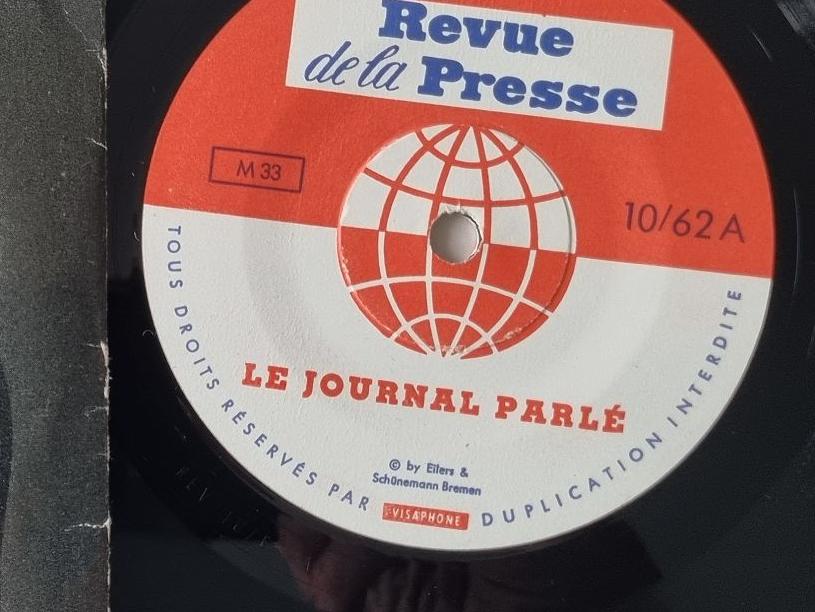 Revue
de la Presse
M 33
10/62 A
LE JOURNAL PARLÉ
© by Eilers &
Schünemann Bremen
TOUS DROITS RÉSERVÉS PAR VISAPHONE DUPLICATION INTERDITE